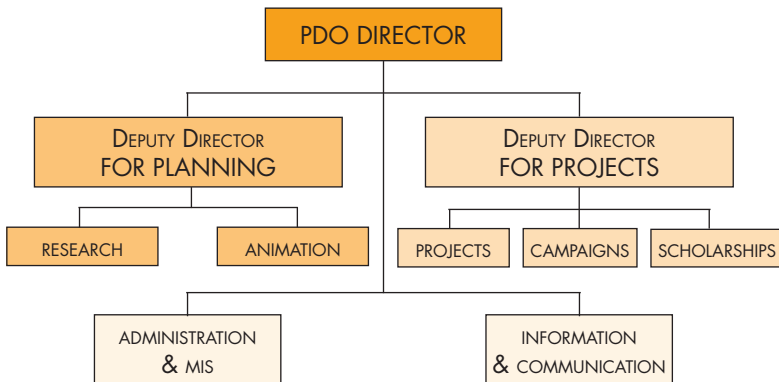 PDO DIRECTOR
DEPUTY DIRECTOR
FOR PLANNING
DEPUTY DIRECTOR
FOR PROJECTS
RESEARCH
ANIMATION
PROJECTS
CAMPAIGNS
SCHOLARSHIPS
ADMINISTRATION
& MIS
INFORMATION
& COMMUNICATION